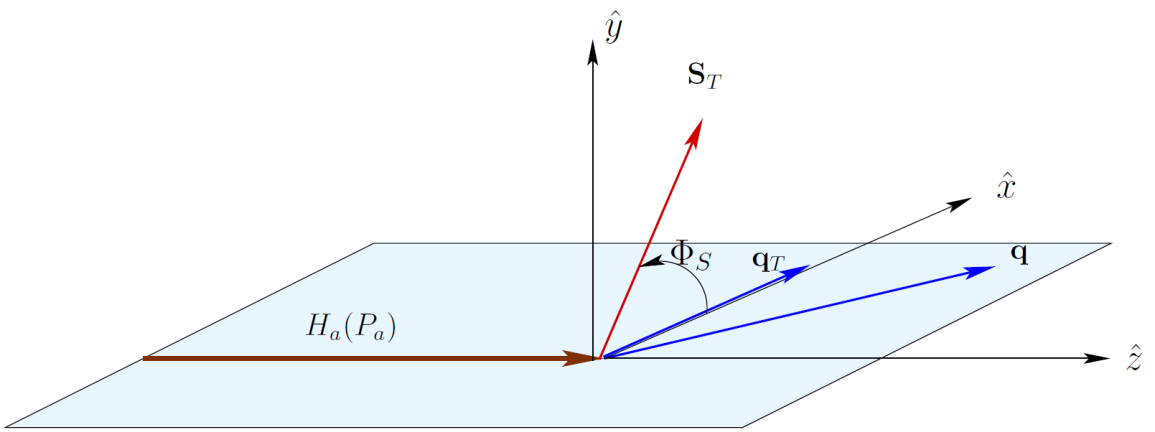 ŷ
S_T
x̂
Φ_S
q_T
q
H_a(P_a)
ẑ